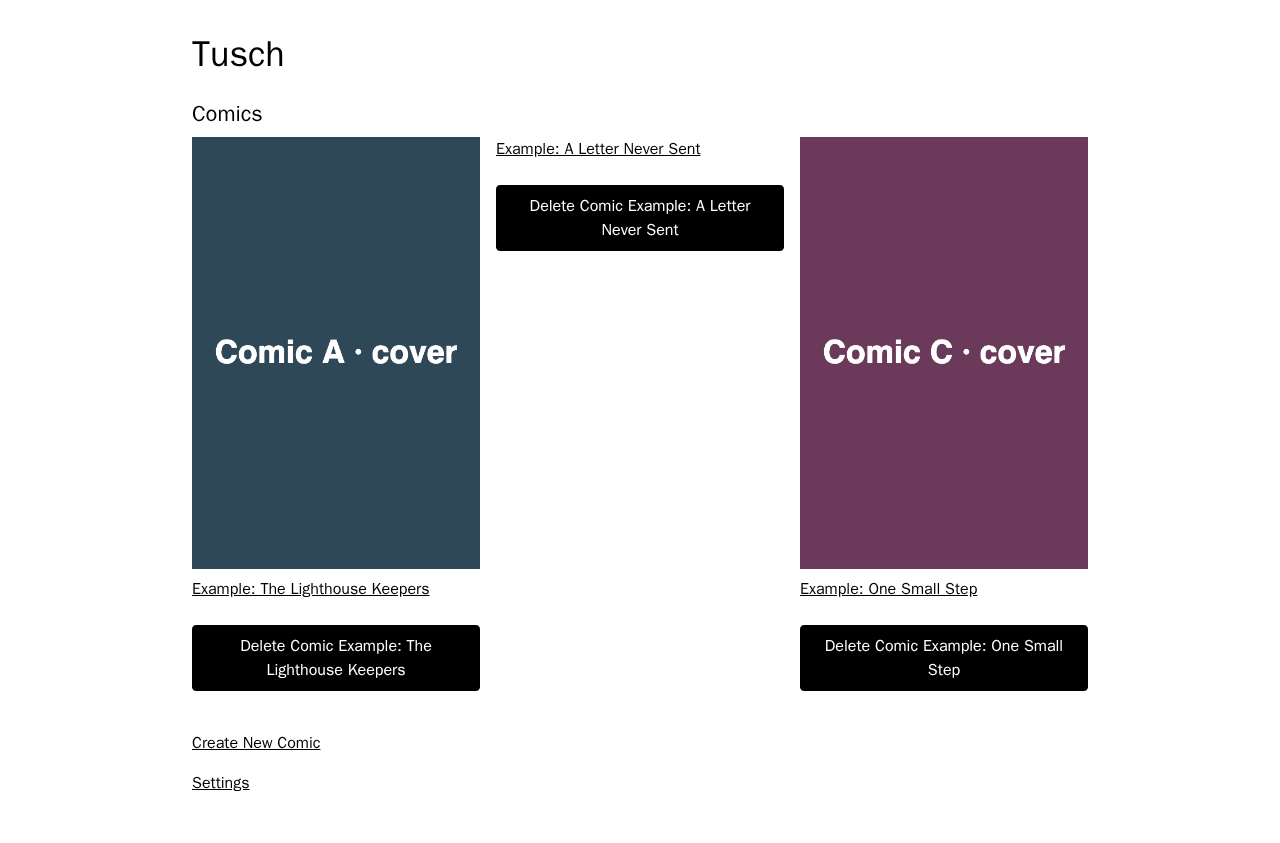 Tusch
Comics
Comic A · cover
Example: The Lighthouse Keepers
Delete Comic Example: The
Lighthouse Keepers
Example: A Letter Never Sent
Delete Comic Example: A Letter
Never Sent
Comic C · cover
Example: One Small Step
Delete Comic Example: One Small
Step
Create New Comic
Settings